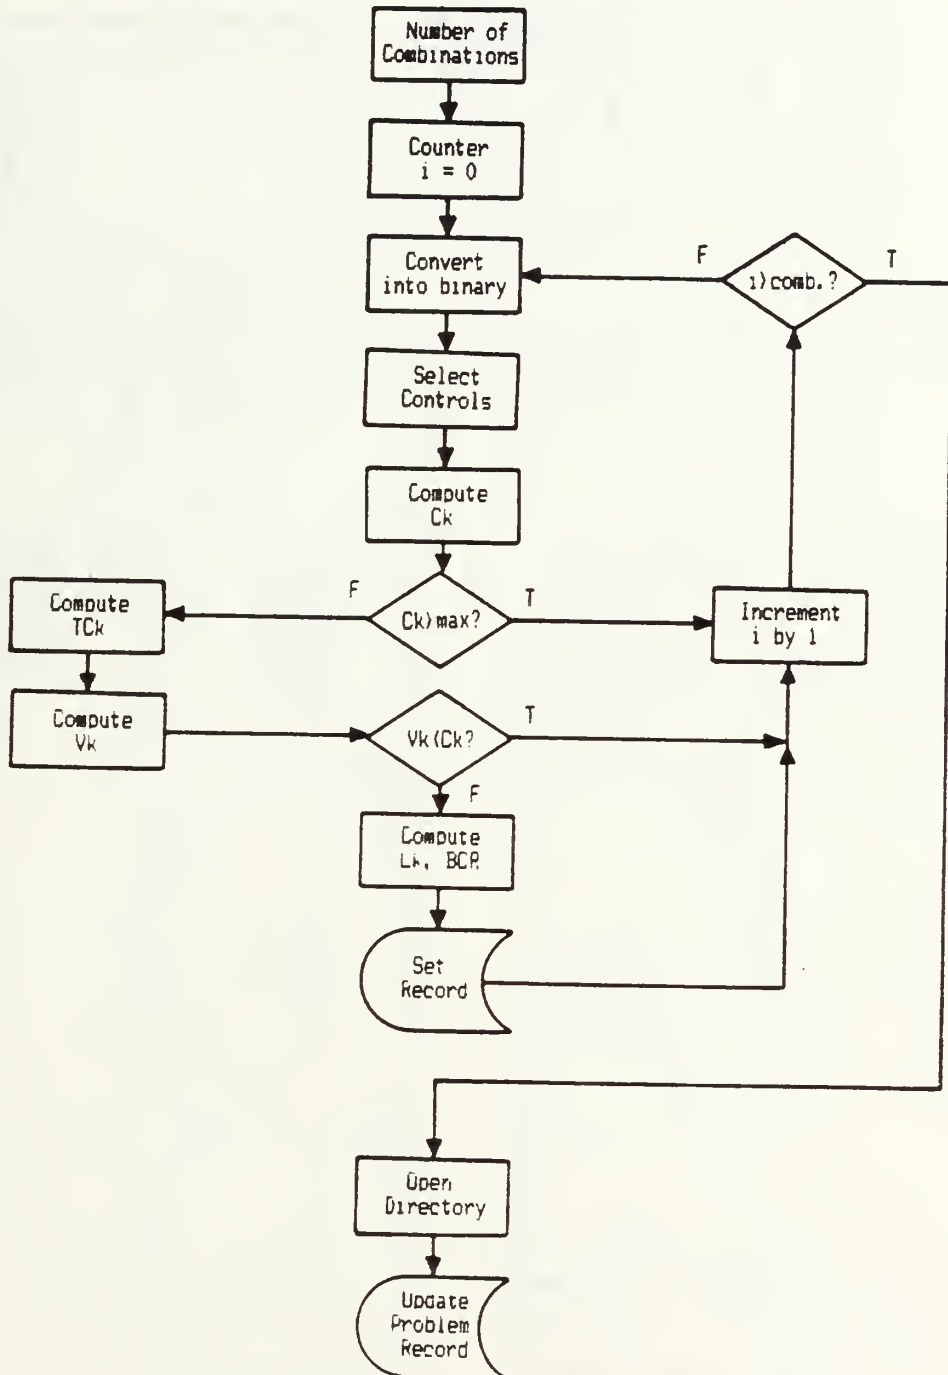 Number of
Combinations
Counter
i = 0
Convert
into binary
F
i)comb.?
T
Select
Controls
Compute
Ck
Compute
TCk
F
Ck)max?
T
Increment
i by 1
Compute
Vk
Vk(Ck?
T
F
Compute
Lk, BCR
Set
Record
Open
Directory
Update
Problem
Record